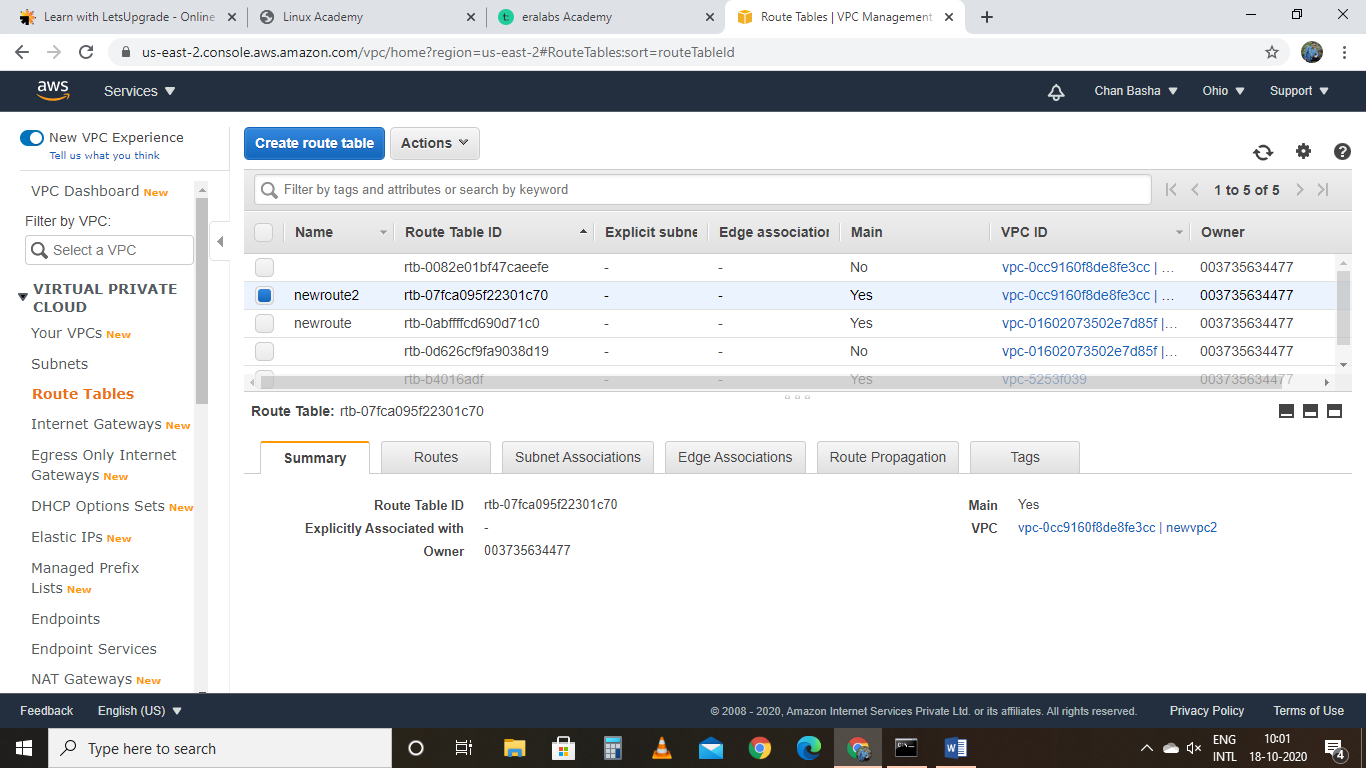 Learn with LetsUpgrade - Online
Linux Academy
eralabs Academy
Route Tables | VPC Management
us-east-2.console.aws.amazon.com/vpc/home?region=us-east-2#RouteTables:sort=routeTableId
aws
Services
Chan Basha
Ohio
Support
New VPC Experience
Tell us what you think
VPC Dashboard New
Filter by VPC:
Select a VPC
VIRTUAL PRIVATE
CLOUD
Your VPCs New
Subnets
Route Tables
Internet Gateways New
Egress Only Internet
Gateways New
DHCP Options Sets New
Elastic IPs New
Managed Prefix
Lists New
Endpoints
Endpoint Services
NAT Gateways New
Create route table
Actions
Filter by tags and attributes or search by keyword
1 to 5 of 5
Name Route Table ID Explicit subne Edge association Main VPC ID Owner
rtb-0082e01bf47caeefe - - No vpc-0cc9160f8de8fe3cc | ... 003735634477
newroute2 rtb-07fca095f22301c70 - - Yes vpc-0cc9160f8de8fe3cc | ... 003735634477
newroute rtb-0abffffcd690d71c0 - - Yes vpc-01602073502e7d85f |... 003735634477
rtb-0d626cf9fa9038d19 - - No vpc-01602073502e7d85f |... 003735634477
rtb-b4016adf - - Yes vpc-5253f039 003735634477
Route Table: rtb-07fca095f22301c70
Summary
Routes
Subnet Associations
Edge Associations
Route Propagation
Tags
Route Table ID rtb-07fca095f22301c70
Explicitly Associated with -
Owner 003735634477
Main Yes
VPC vpc-0cc9160f8de8fe3cc | newvpc2
Feedback
English (US)
© 2008 - 2020, Amazon Internet Services Private Ltd. or its affiliates. All rights reserved.
Privacy Policy
Terms of Use
Type here to search
ENG
INTL
10:01
18-10-2020
4